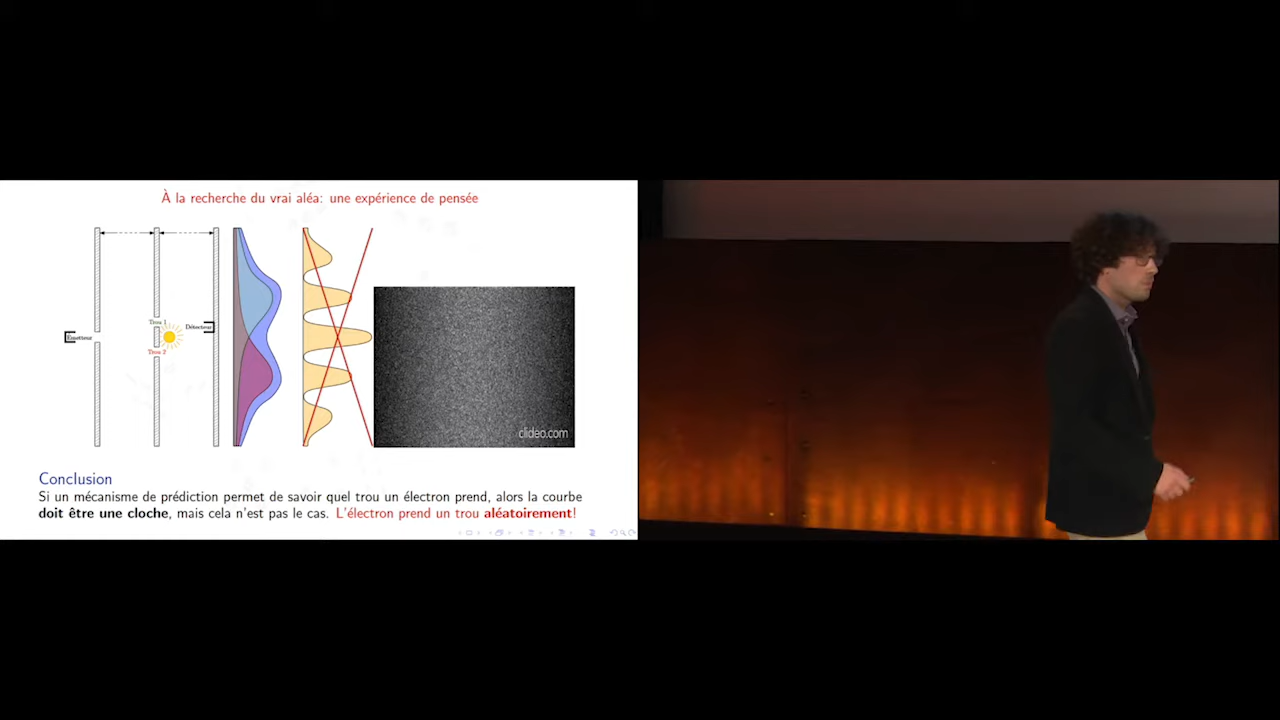 À la recherche du vrai aléa: une expérience de pensée
Trou 1
Détecteur
Émetteur
Trou 2
clideo.com
Conclusion
Si un mécanisme de prédiction permet de savoir quel trou un électron prend, alors la courbe
doit être une cloche, mais cela n'est pas le cas. L'électron prend un trou aléatoirement!